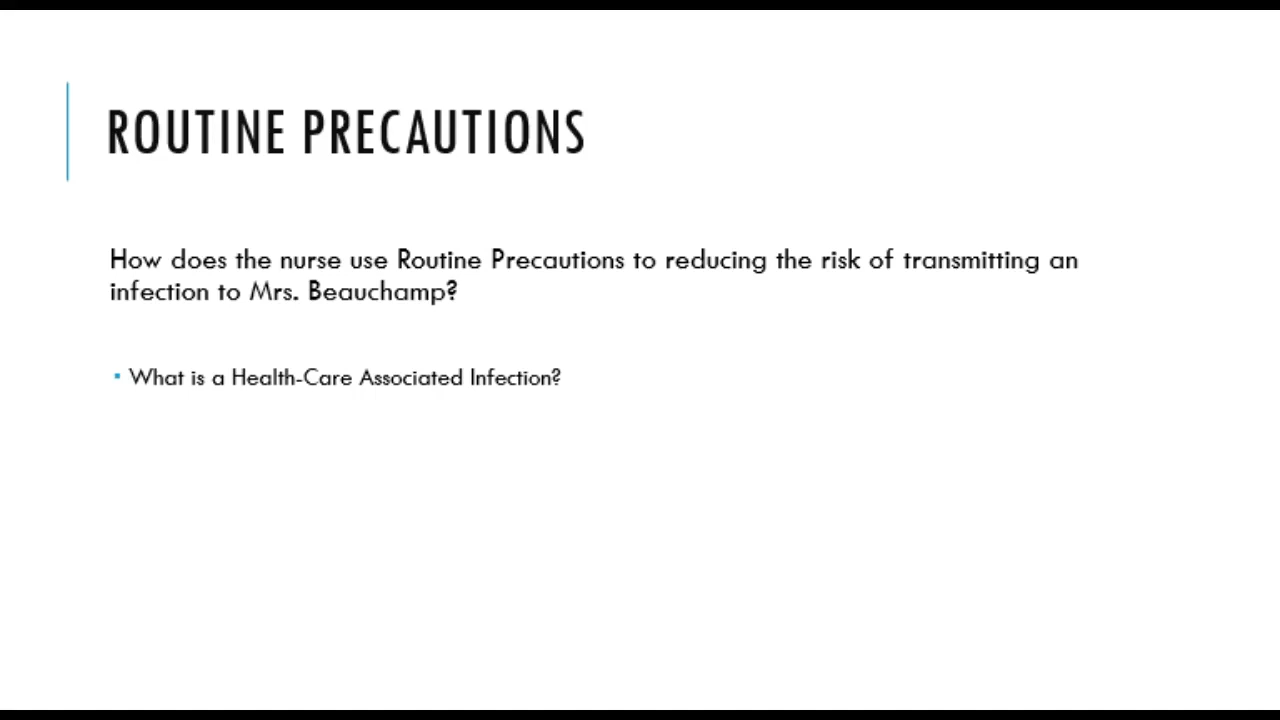 ROUTINE PRECAUTIONS
How does the nurse use Routine Precautions to reducing the risk of transmitting an
infection to Mrs. Beauchamp?
▪ What is a Health-Care Associated Infection?